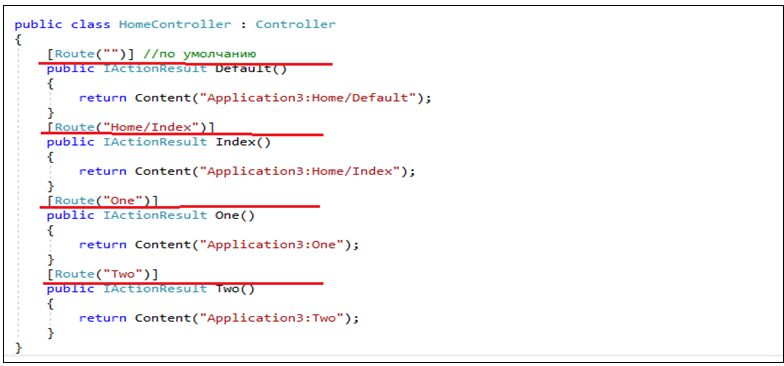 public class HomeController : Controller
{
[Route("")] //по умолчанию
public IActionResult Default()
{
return Content("Application3:Home/Default");
}
[Route("Home/Index")]
public IActionResult Index()
{
return Content("Application3:Home/Index");
}
[Route("One")]
public IActionResult One()
{
return Content("Application3:One");
}
[Route("Two")]
public IActionResult Two()
{
return Content("Application3:Two");
}
}